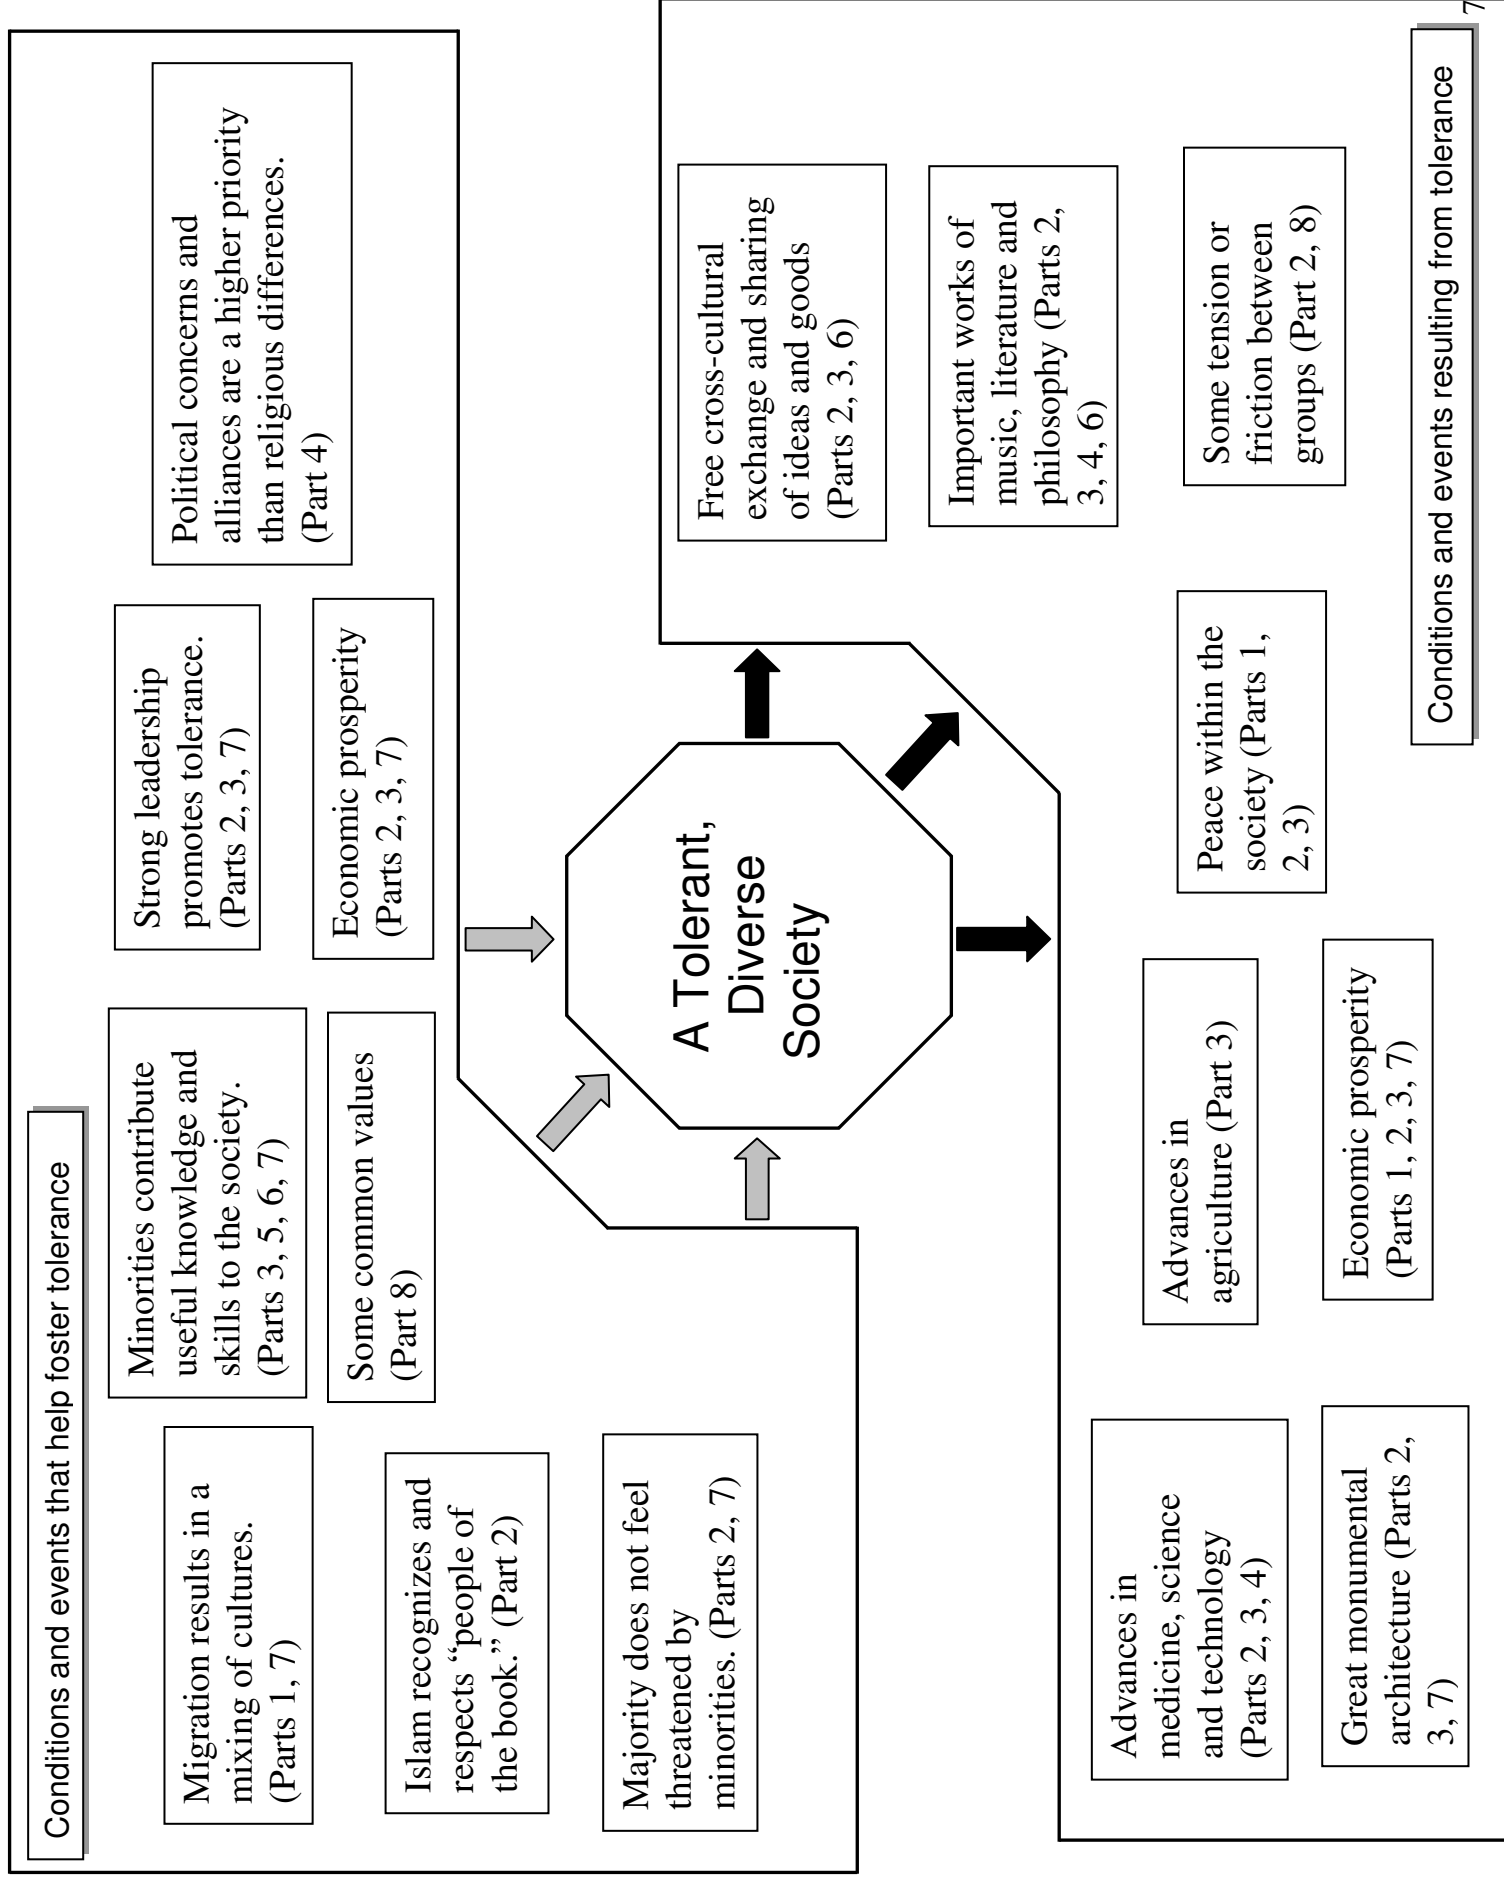 Conditions and events that help foster tolerance
Migration results in a
mixing of cultures.
(Parts 1, 7)
Islam recognizes and
respects “people of
the book.” (Part 2)
Majority does not feel
threatened by
minorities. (Parts 2, 7)
Minorities contribute
useful knowledge and
skills to the society.
(Parts 3, 5, 6, 7)
Some common values
(Part 8)
Strong leadership
promotes tolerance.
(Parts 2, 3, 7)
Economic prosperity
(Parts 2, 3, 7)
Political concerns and
alliances are a higher priority
than religious differences.
(Part 4)
A Tolerant,
Diverse
Society
Free cross-cultural
exchange and sharing
of ideas and goods
(Parts 2, 3, 6)
Important works of
music, literature and
philosophy (Parts 2,
3, 4, 6)
Some tension or
friction between
groups (Part 2, 8)
Peace within the
society (Parts 1,
2, 3)
Advances in
agriculture (Part 3)
Economic prosperity
(Parts 1, 2, 3, 7)
Advances in
medicine, science
and technology
(Parts 2, 3, 4)
Great monumental
architecture (Parts 2,
3, 7)
Conditions and events resulting from tolerance
7